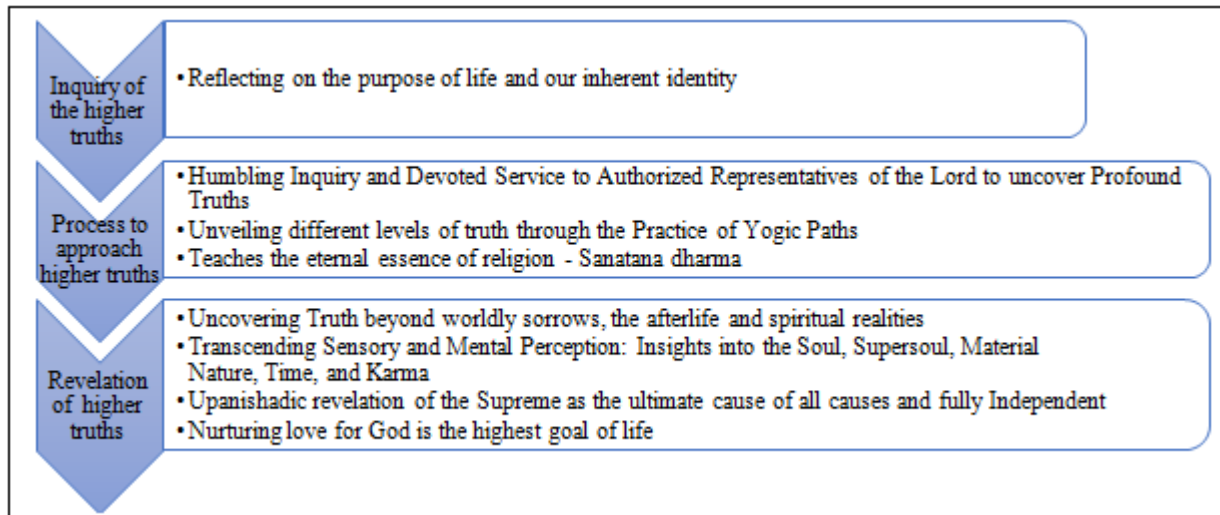 Inquiry of
the higher
truths
•Reflecting on the purpose of life and our inherent identity
Process to
approach
higher truths
•Humbling Inquiry and Devoted Service to Authorized Representatives of the Lord to uncover Profound
Truths
•Unveiling different levels of truth through the Practice of Yogic Paths
•Teaches the eternal essence of religion - Sanatana dharma
Revelation
of higher
truths
•Uncovering Truth beyond worldly sorrows, the afterlife and spiritual realities
•Transcending Sensory and Mental Perception: Insights into the Soul, Supersoul, Material
Nature, Time, and Karma
•Upanishadic revelation of the Supreme as the ultimate cause of all causes and fully Independent
•Nurturing love for God is the highest goal of life